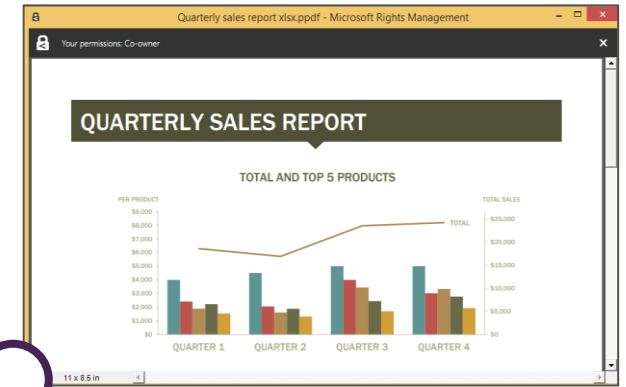 Quarterly sales report xlsx.ppdf - Microsoft Rights Management
Your permissions: Co-owner
QUARTERLY SALES REPORT
TOTAL AND TOP 5 PRODUCTS
PER PRODUCT
TOTAL SALES
$9,000
$8,000
$7,000
$6,000
$5,000
$4,000
$3,000
$2,000
$1,000
$0
TOTAL
$25,000
$20,000
$15,000
$10,000
$5,000
$0
QUARTER 1 QUARTER 2 QUARTER 3 QUARTER 4
11 x 8.5 in